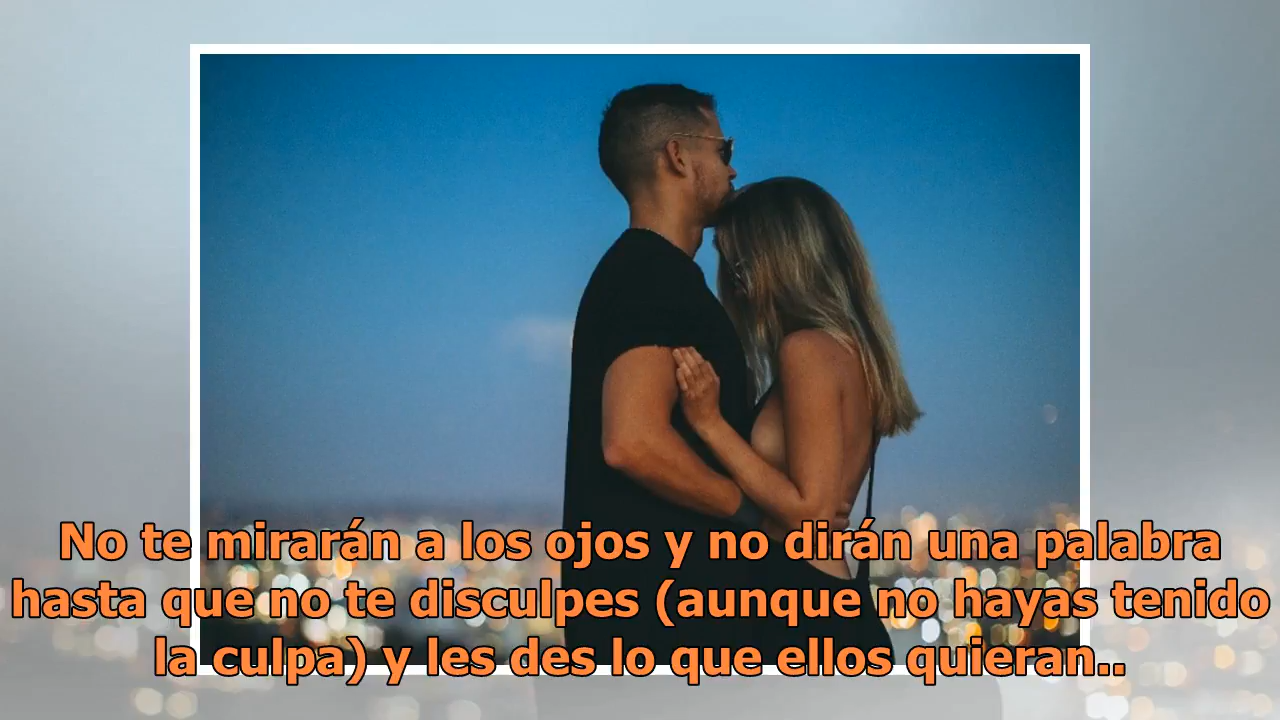 No te mirarán a los ojos y no dirán una palabra
hasta que no te disculpes (aunque no hayas tenido
la culpa) y les des lo que ellos quieran..